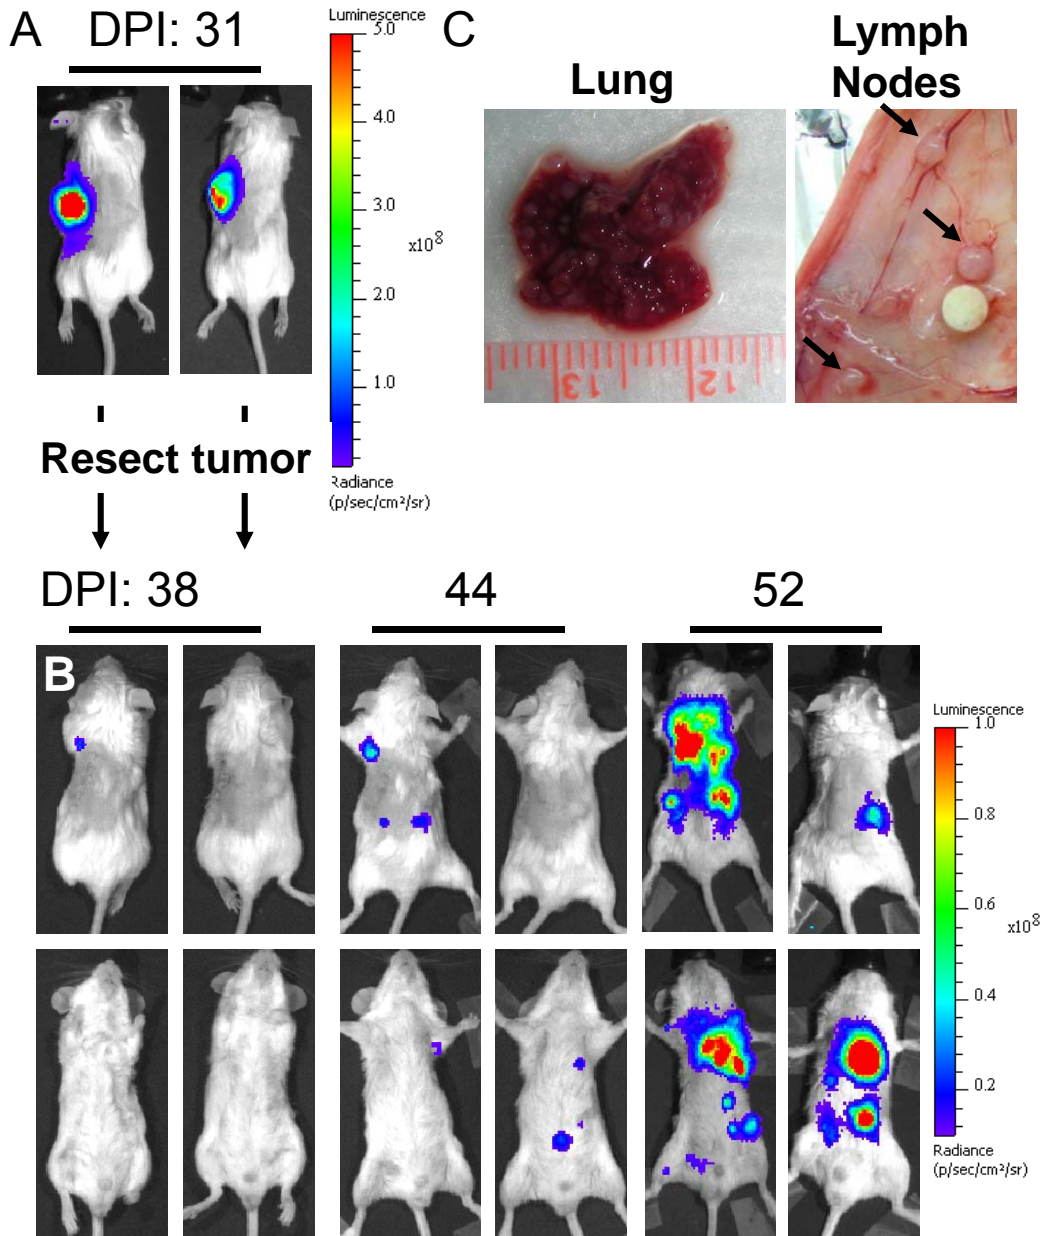 A
DPI: 31
Luminescence
5.0
4.0
3.0
x10⁸
2.0
1.0
Radiance
(p/sec/cm²/sr)
Resect tumor
C
Lung
Lymph
Nodes
13
12
DPI: 38
44
52
B
Luminescence
1.0
0.8
0.6
x10⁸
0.4
0.2
Radiance
(p/sec/cm²/sr)